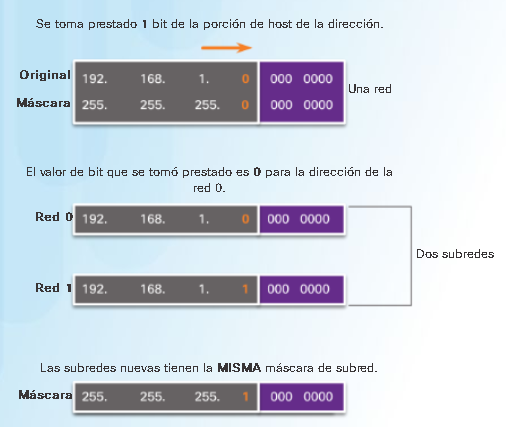 Se toma prestado 1 bit de la porción de host de la dirección.
Original 192. 168. 1. 0 000 0000
Máscara 255. 255. 255. 0 000 0000
Una red
El valor de bit que se tomó prestado es 0 para la dirección de la
red 0.
Red 0 192. 168. 1. 0 000 0000
Dos subredes
Red 1 192. 168. 1. 1 000 0000
Las subredes nuevas tienen la MISMA máscara de subred.
Máscara 255. 255. 255. 1 000 0000